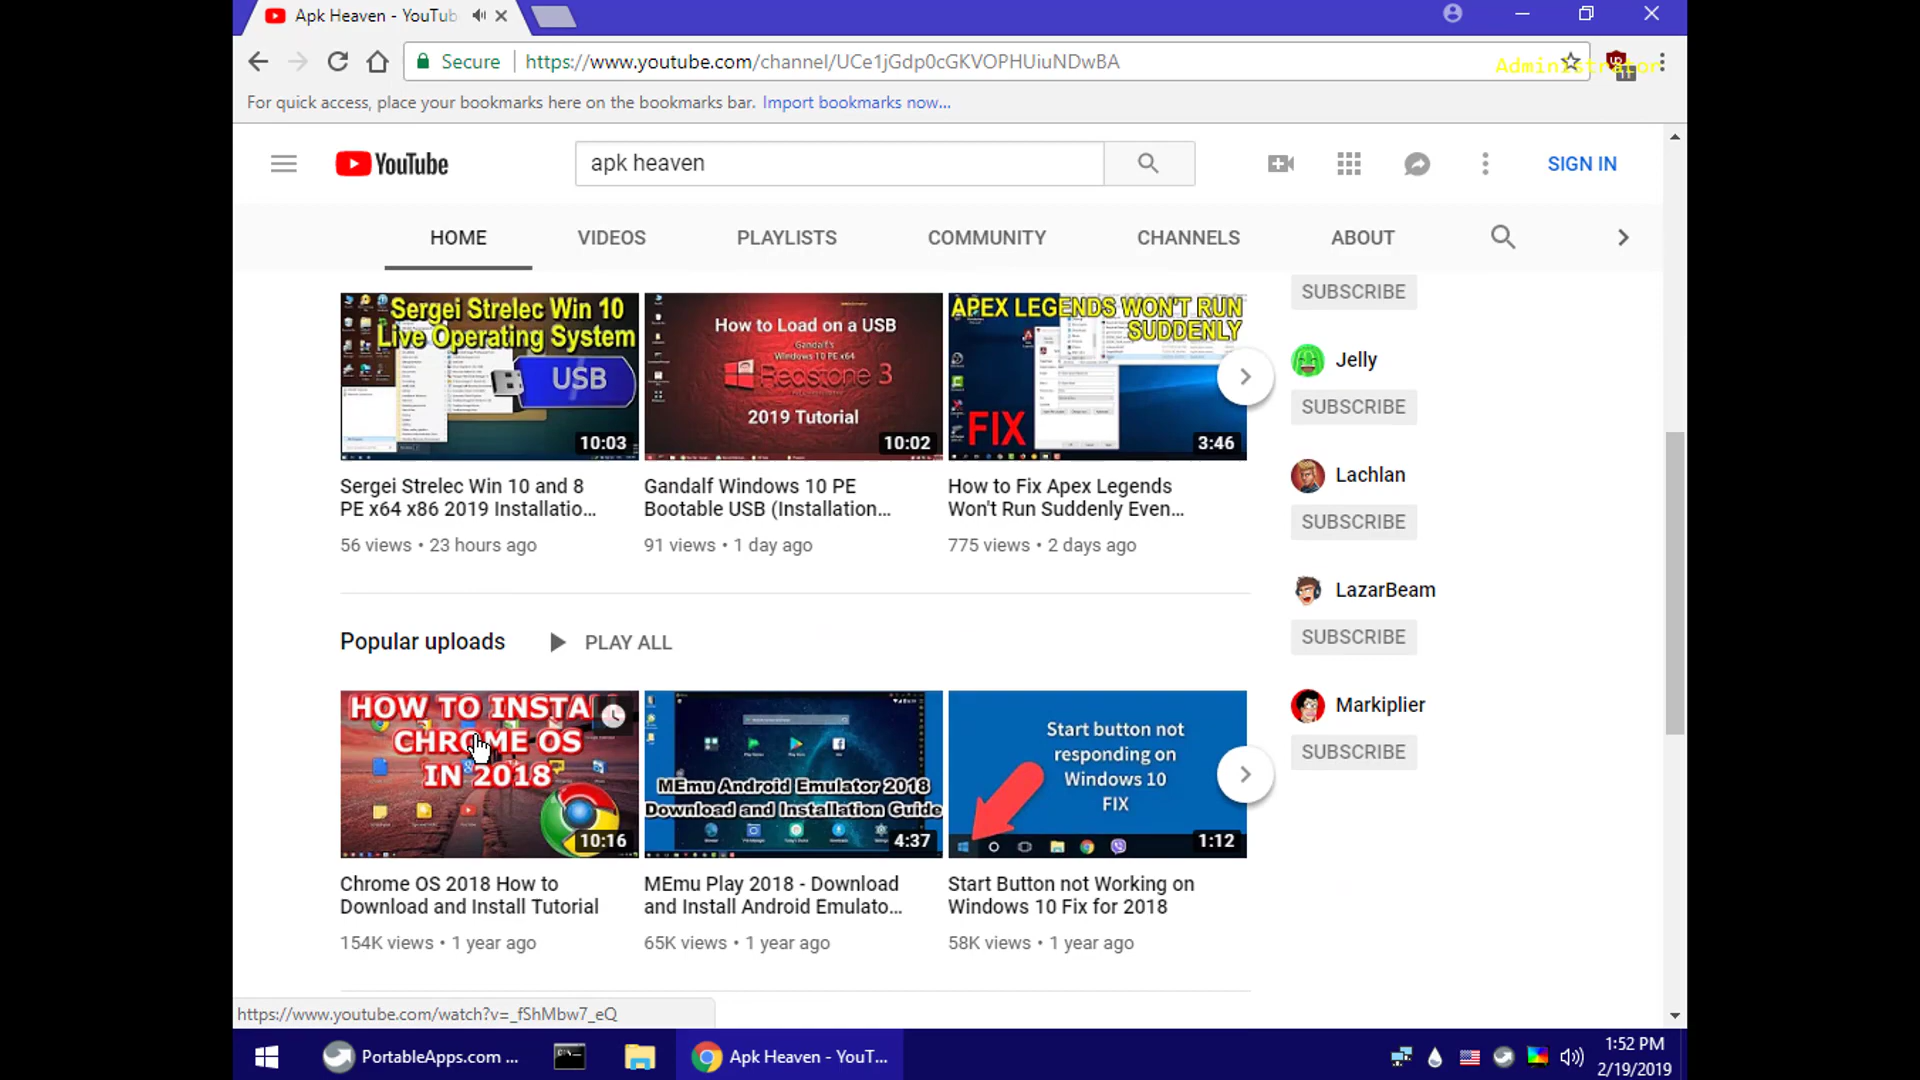 Apk Heaven - YouTub
Secure
https://www.youtube.com/channel/UCe1jGdp0cGKVOPHUiuNDwBA
Administrator
11
For quick access, place your bookmarks here on the bookmarks bar. Import bookmarks now...
YouTube
apk heaven
SIGN IN
HOME
VIDEOS
PLAYLISTS
COMMUNITY
CHANNELS
ABOUT
Sergei Strelec Win 10
Live Operating System
USB
10:03
How to Load on a USB
Gandalf's
Windows 10 PE x64
Redstone 3
2019 Tutorial
10:02
APEX LEGENDS WON'T RUN
SUDDENLY
FIX
3:46
Sergei Strelec Win 10 and 8
PE x64 x86 2019 Installatio...
56 views • 23 hours ago
Gandalf Windows 10 PE
Bootable USB (Installation...
91 views • 1 day ago
How to Fix Apex Legends
Won't Run Suddenly Even...
775 views • 2 days ago
SUBSCRIBE
Jelly
SUBSCRIBE
Lachlan
SUBSCRIBE
LazarBeam
SUBSCRIBE
Markiplier
SUBSCRIBE
Popular uploads
PLAY ALL
HOW TO INSTA
CHROME OS
IN 2018
10:16
MEmu Android Emulator 2018
Download and Installation Guide
4:37
Start button not
responding on
Windows 10
FIX
1:12
Chrome OS 2018 How to
Download and Install Tutorial
154K views • 1 year ago
MEmu Play 2018 - Download
and Install Android Emulato...
65K views • 1 year ago
Start Button not Working on
Windows 10 Fix for 2018
58K views • 1 year ago
https://www.youtube.com/watch?v=_fShMbw7_eQ
PortableApps.com ...
Apk Heaven - YouT...
1:52 PM
2/19/2019